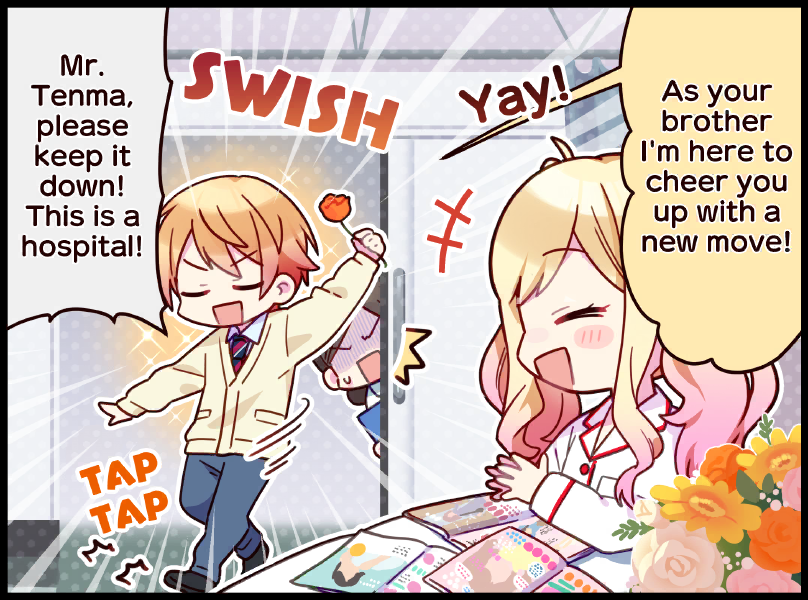 Mr.
Tenma,
please
keep it
down!
This is a
hospital!
SWISH
Yay!
As your
brother
I'm here to
cheer you
up with a
new move!
TAP
TAP